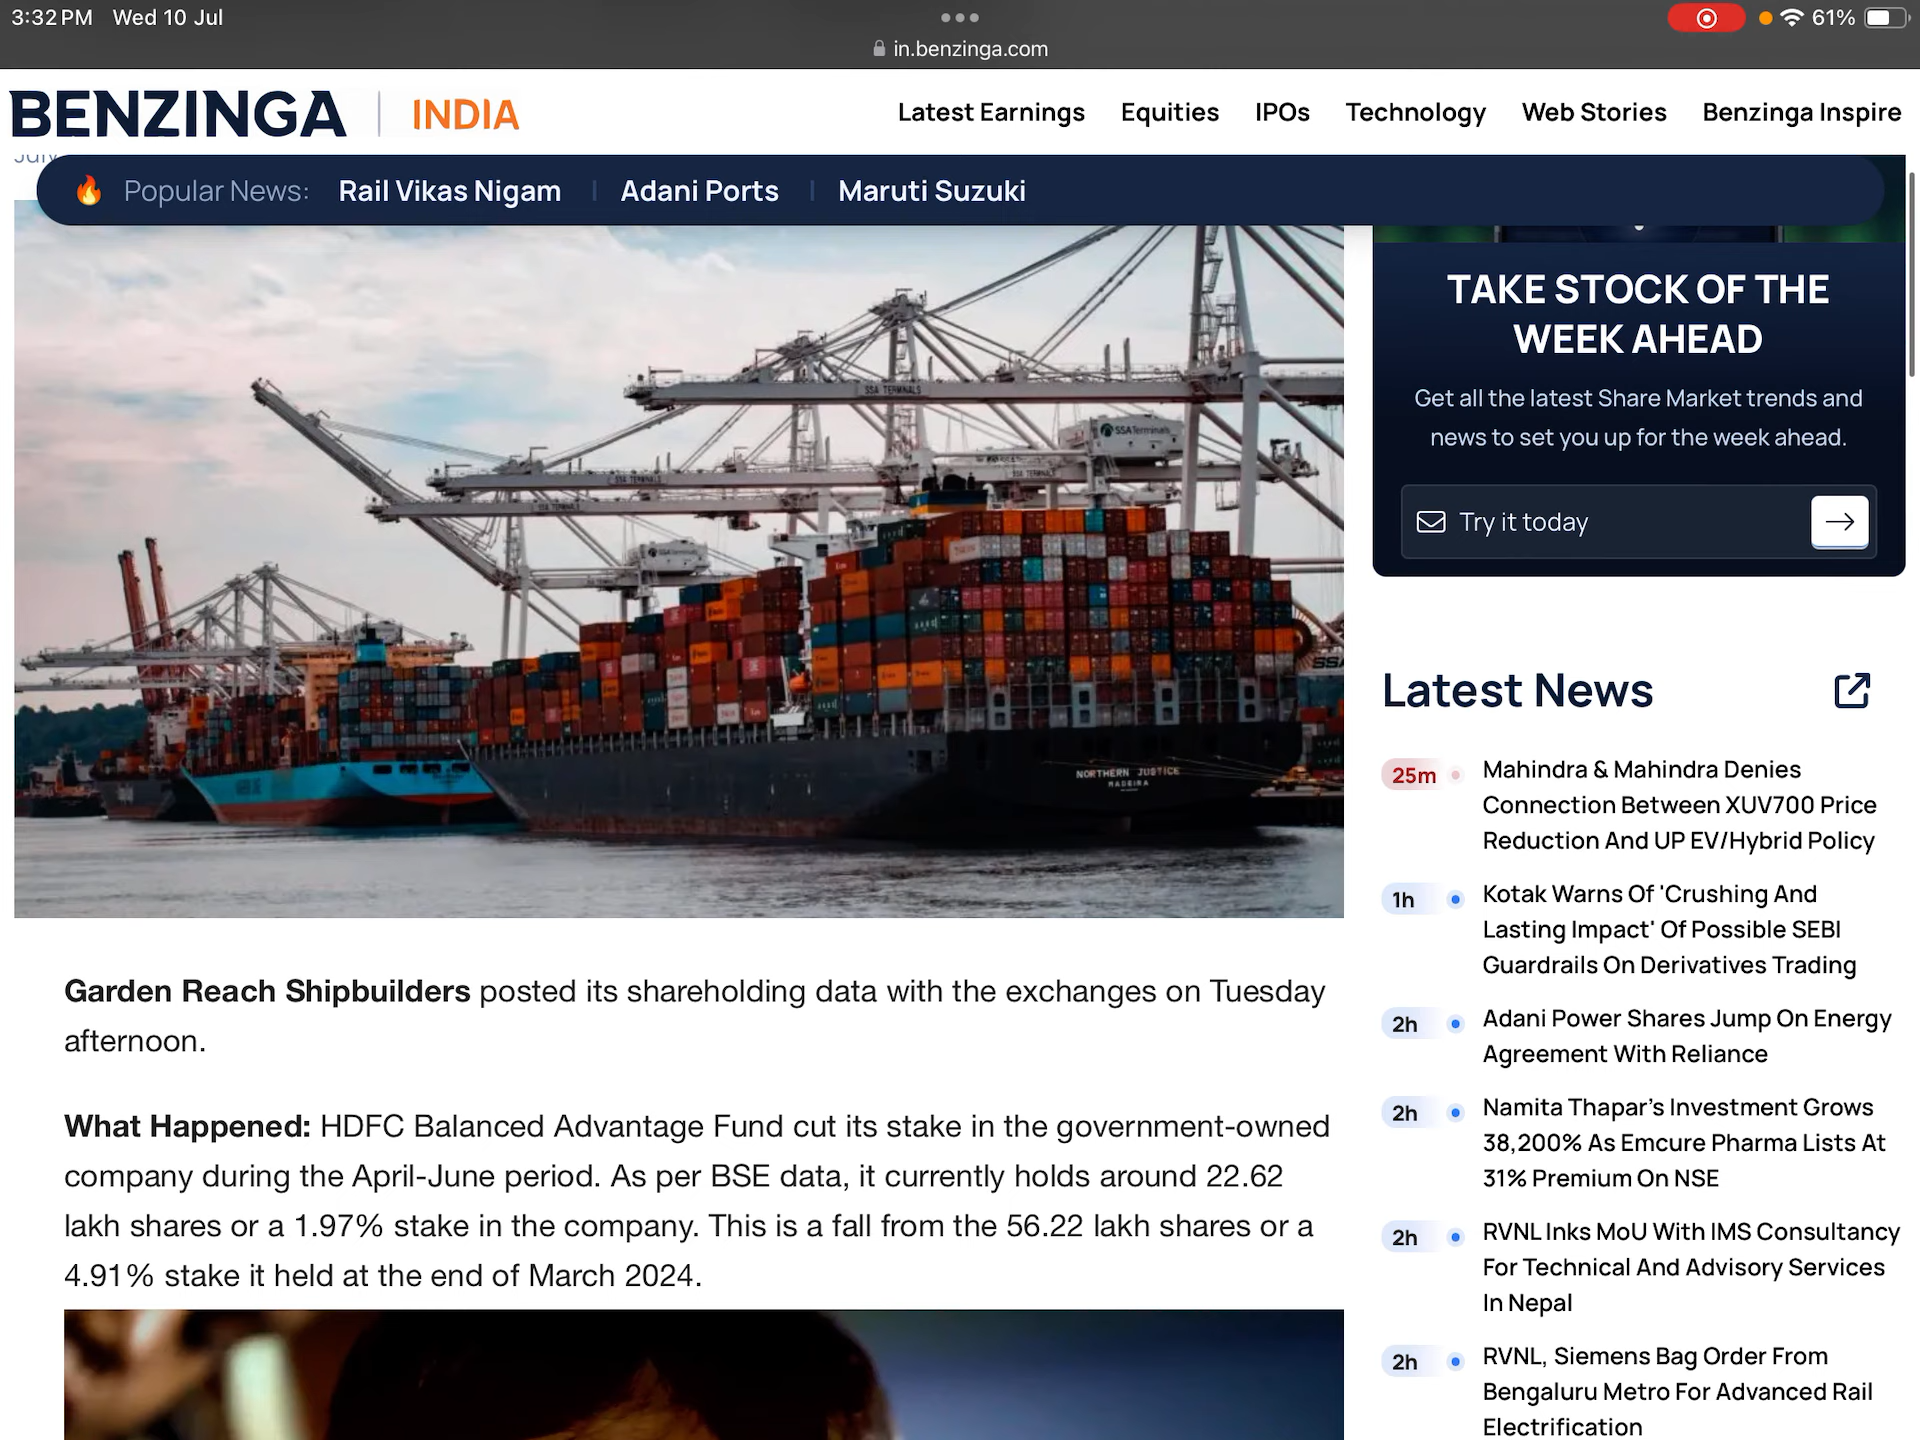 3:32 PM Wed 10 Jul
61%
in.benzinga.com
BENZINGA | INDIA
Latest Earnings Equities IPOs Technology Web Stories Benzinga Inspire
🔥 Popular News: Rail Vikas Nigam | Adani Ports | Maruti Suzuki
SSA TERMINALS
SSATerminals
SSA TERMINALS
SSA TERMINALS
NORTHERN JUSTICE
MADEIRA
Garden Reach Shipbuilders posted its shareholding data with the exchanges on Tuesday
afternoon.
What Happened: HDFC Balanced Advantage Fund cut its stake in the government-owned
company during the April-June period. As per BSE data, it currently holds around 22.62
lakh shares or a 1.97% stake in the company. This is a fall from the 56.22 lakh shares or a
4.91% stake it held at the end of March 2024.
TAKE STOCK OF THE
WEEK AHEAD
Get all the latest Share Market trends and
news to set you up for the week ahead.
Try it today
Latest News
25m
Mahindra & Mahindra Denies
Connection Between XUV700 Price
Reduction And UP EV/Hybrid Policy
1h
Kotak Warns Of 'Crushing And
Lasting Impact' Of Possible SEBI
Guardrails On Derivatives Trading
2h
Adani Power Shares Jump On Energy
Agreement With Reliance
2h
Namita Thapar's Investment Grows
38,200% As Emcure Pharma Lists At
31% Premium On NSE
2h
RVNL Inks MoU With IMS Consultancy
For Technical And Advisory Services
In Nepal
2h
RVNL, Siemens Bag Order From
Bengaluru Metro For Advanced Rail
Electrification